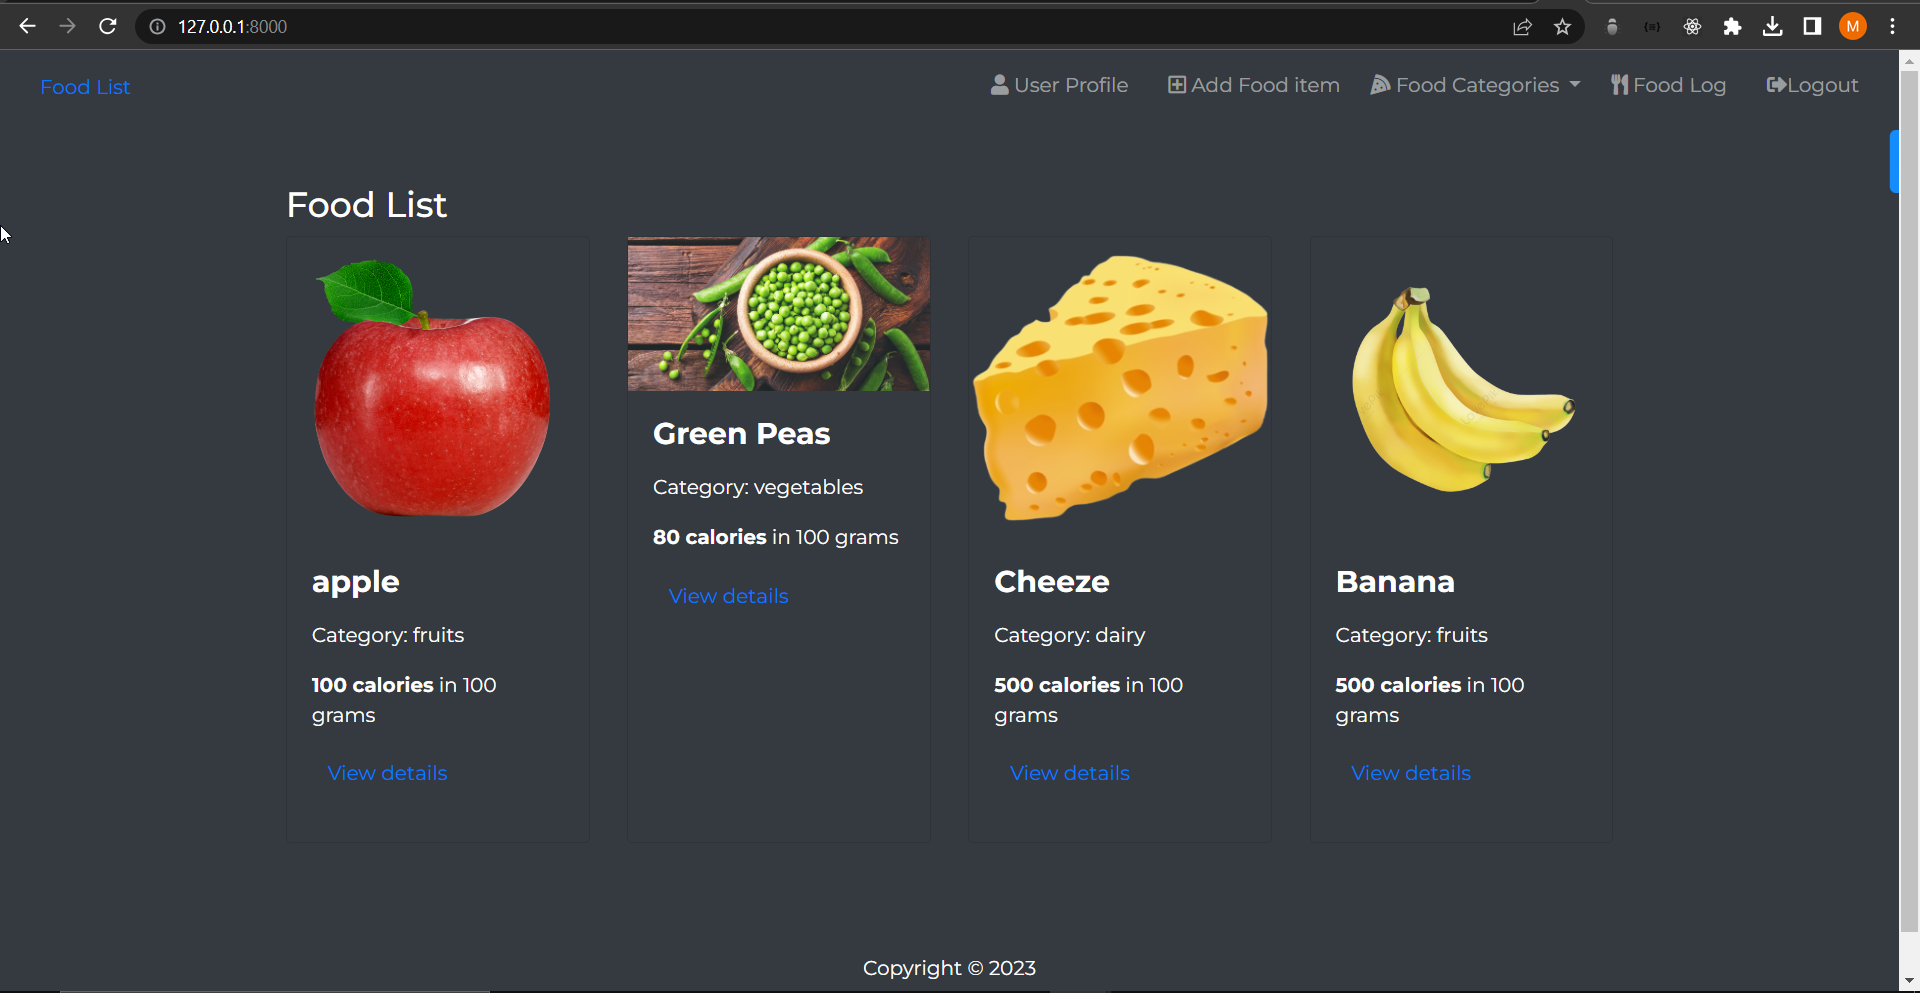 127.0.0.1:8000
M
Food List
User Profile
Add Food item
Food Categories
Food Log
Logout
Food List
apple
Category: fruits
100 calories in 100
grams
View details
Green Peas
Category: vegetables
80 calories in 100 grams
View details
Cheeze
Category: dairy
500 calories in 100
grams
View details
Banana
Category: fruits
500 calories in 100
grams
View details
Copyright © 2023